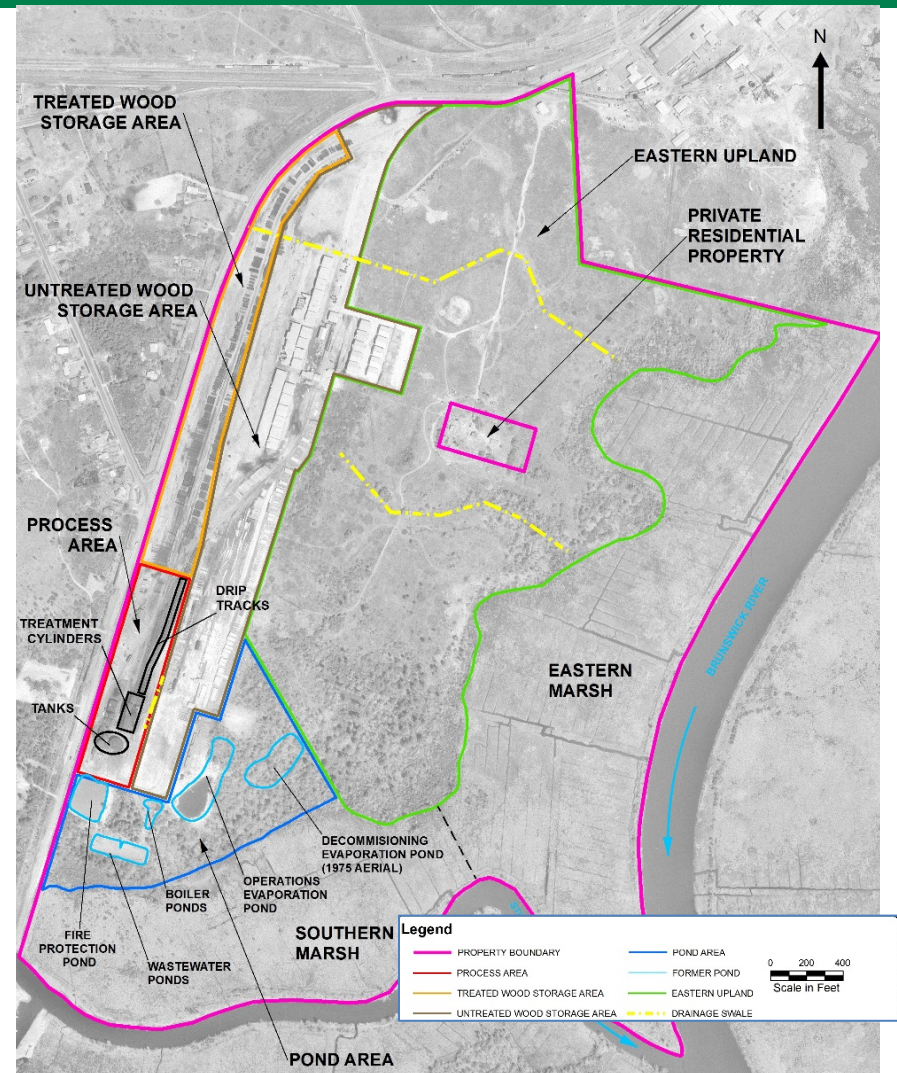 N
TREATED WOOD
STORAGE AREA
EASTERN UPLAND
PRIVATE
RESIDENTIAL
PROPERTY
UNTREATED WOOD
STORAGE AREA
PROCESS
AREA
DRIP
TRACKS
TREATMENT
CYLINDERS
TANKS
BRUNSWICK RIVER
EASTERN
MARSH
DECOMMISIONING
EVAPORATION POND
(1975 AERIAL)
OPERATIONS
EVAPORATION
POND
BOILER
PONDS
FIRE
PROTECTION
POND
WASTEWATER
PONDS
SOUTHERN
MARSH
POND AREA
Legend
PROPERTY BOUNDARY
PROCESS AREA
TREATED WOOD STORAGE AREA
UNTREATED WOOD STORAGE AREA
POND AREA
FORMER POND
EASTERN UPLAND
DRAINAGE SWALE
0 200 400
Scale in Feet